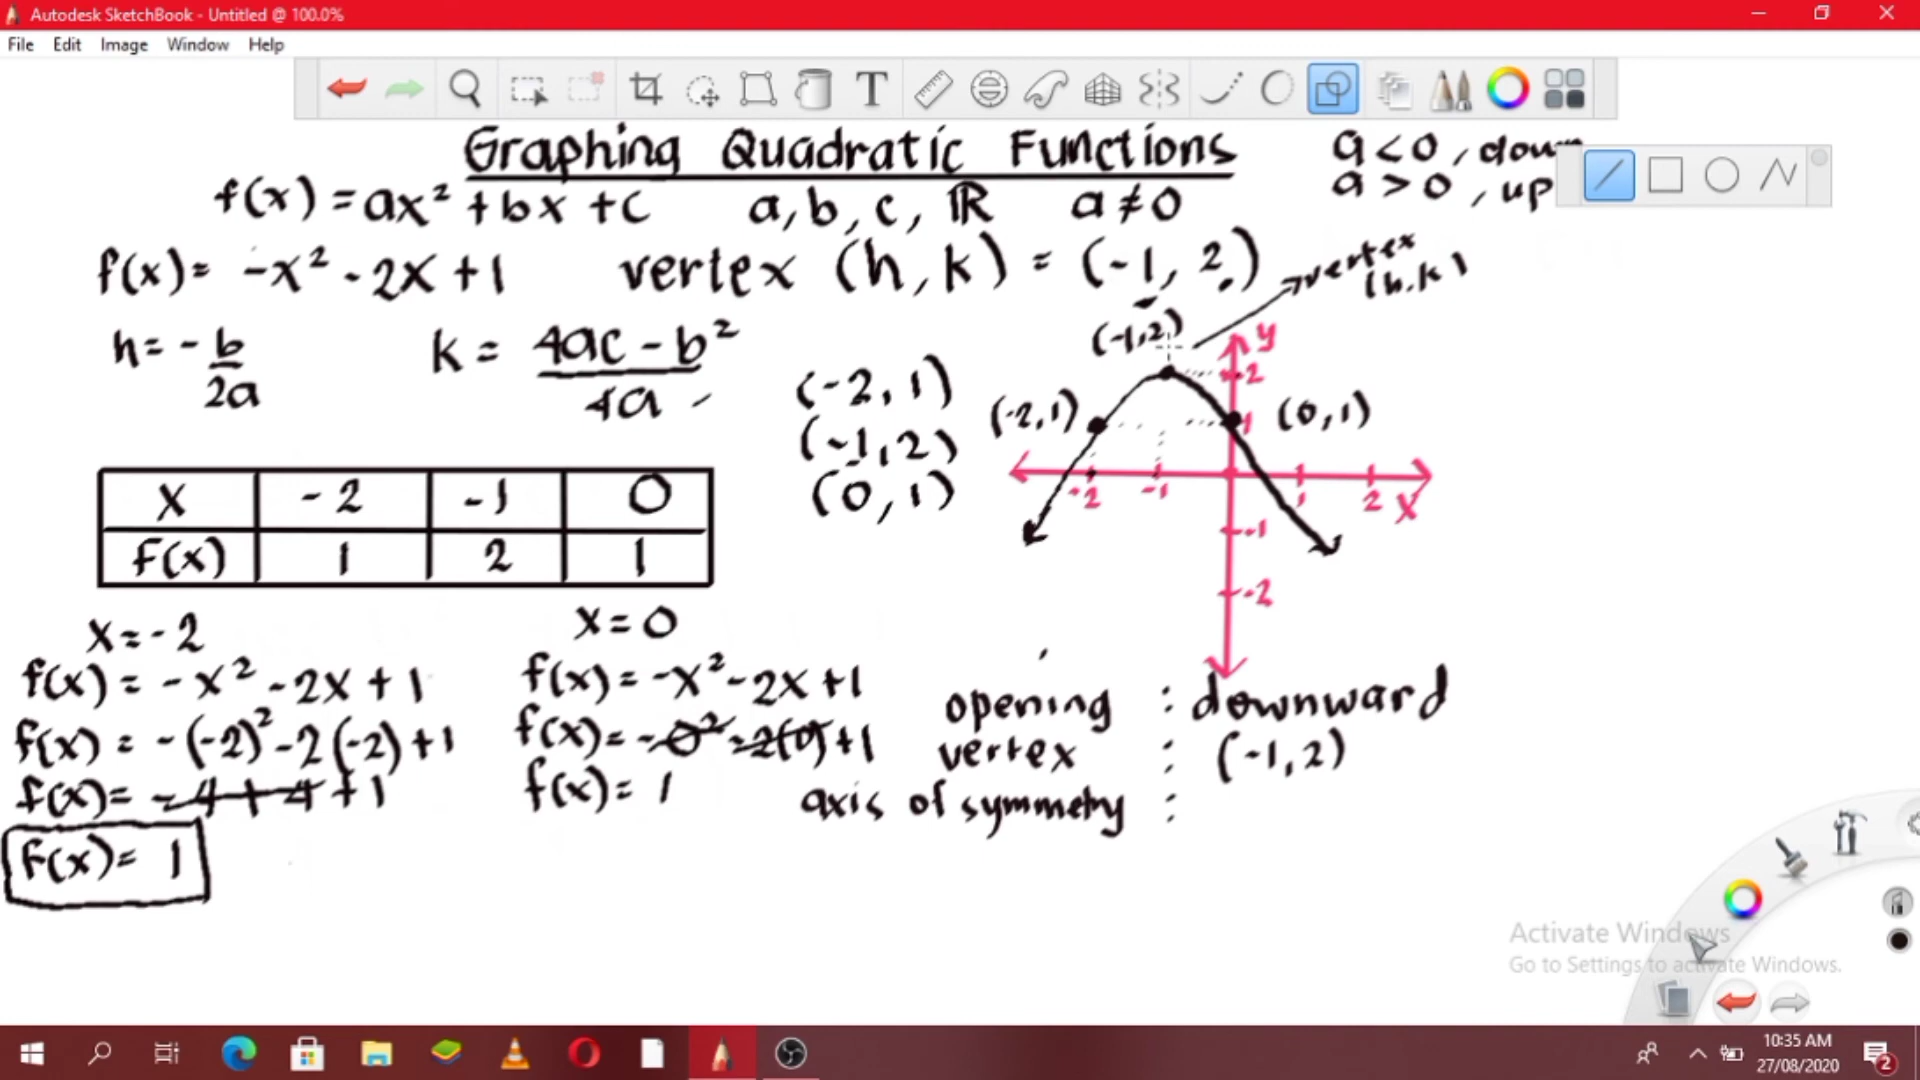 Autodesk SketchBook - Untitled @ 100.0%
File Edit Image Window Help
Graphing Quadratic Functions
a < 0, down
a > 0, up
f(x) = ax² + bx + c a, b, c, ℝ a ≠ 0
f(x) = -x² - 2x + 1 vertex (h, k) = (-1, 2)
vertex
(h, k)
h = - b/2a k = 4ac - b²/4a
(-2, 1)
(-1, 2)
(0, 1)
(-1, 2)
(-2, 1)
(0, 1)
y
2
1
-2 -1 1 2 x
-1
-2
x -2 -1 0
f(x) 1 2 1
x = -2
f(x) = -x² - 2x + 1
f(x) = -(-2)² - 2(-2) + 1
f(x) = -4 + 4 + 1
f(x) = 1
x = 0
f(x) = -x² - 2x + 1
f(x) = -0² - 2(0) + 1
f(x) = 1
opening : downward
vertex : (-1, 2)
axis of symmetry :
Activate Windows
Go to Settings to activate Windows.
10:35 AM
27/08/2020
2